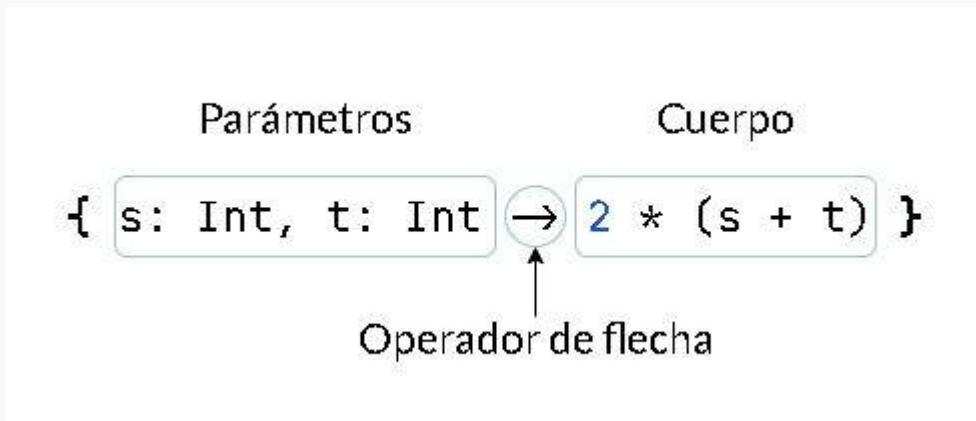 Parámetros Cuerpo
{ s: Int, t: Int → 2 * (s + t) }
Operador de flecha